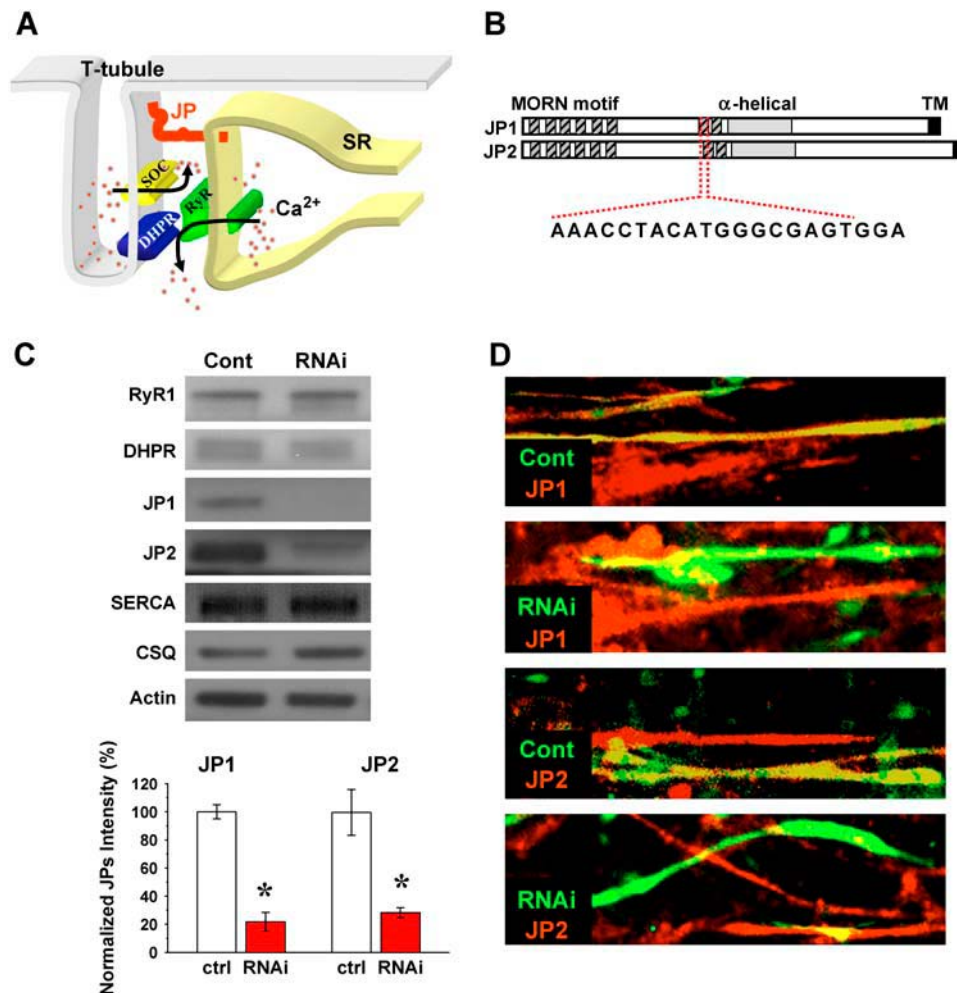 A
T-tubule
JP
SR
SOC
RyR
DHPR
Ca²⁺
B
MORN motif α-helical TM
JP1
JP2
AAACCTACATGGGCGAGTGGA
C
Cont RNAi
RyR1
DHPR
JP1
JP2
SERCA
CSQ
Actin
Normalized JPs Intensity (%)
JP1 JP2
120
100
80
60
40
20
0
* *
ctrl RNAi ctrl RNAi
D
Cont
JP1
RNAi
JP1
Cont
JP2
RNAi
JP2